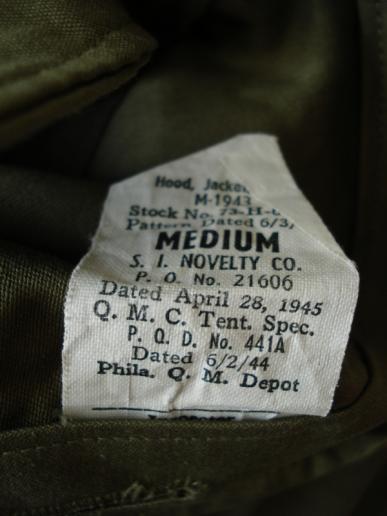 Hood, Jacket,
M-1943
Stock No. 73-H-
Pattern Dated 6/3/
MEDIUM
S. I. NOVELTY CO.
P. O. No. 21606
Dated April 28, 1945
Q. M. C. Tent. Spec.
P. Q. D. No. 441A
Dated 6/2/44
Phila. Q. M. Depot